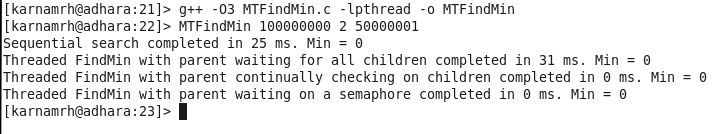 [karnamrh@adhara:21]> g++ -O3 MTFindMin.c -lpthread -o MTFindMin
[karnamrh@adhara:22]> MTFindMin 100000000 2 50000001
Sequential search completed in 25 ms. Min = 0
Threaded FindMin with parent waiting for all children completed in 31 ms. Min = 0
Threaded FindMin with parent continually checking on children completed in 0 ms. Min = 0
Threaded FindMin with parent waiting on a semaphore completed in 0 ms. Min = 0
[karnamrh@adhara:23]>